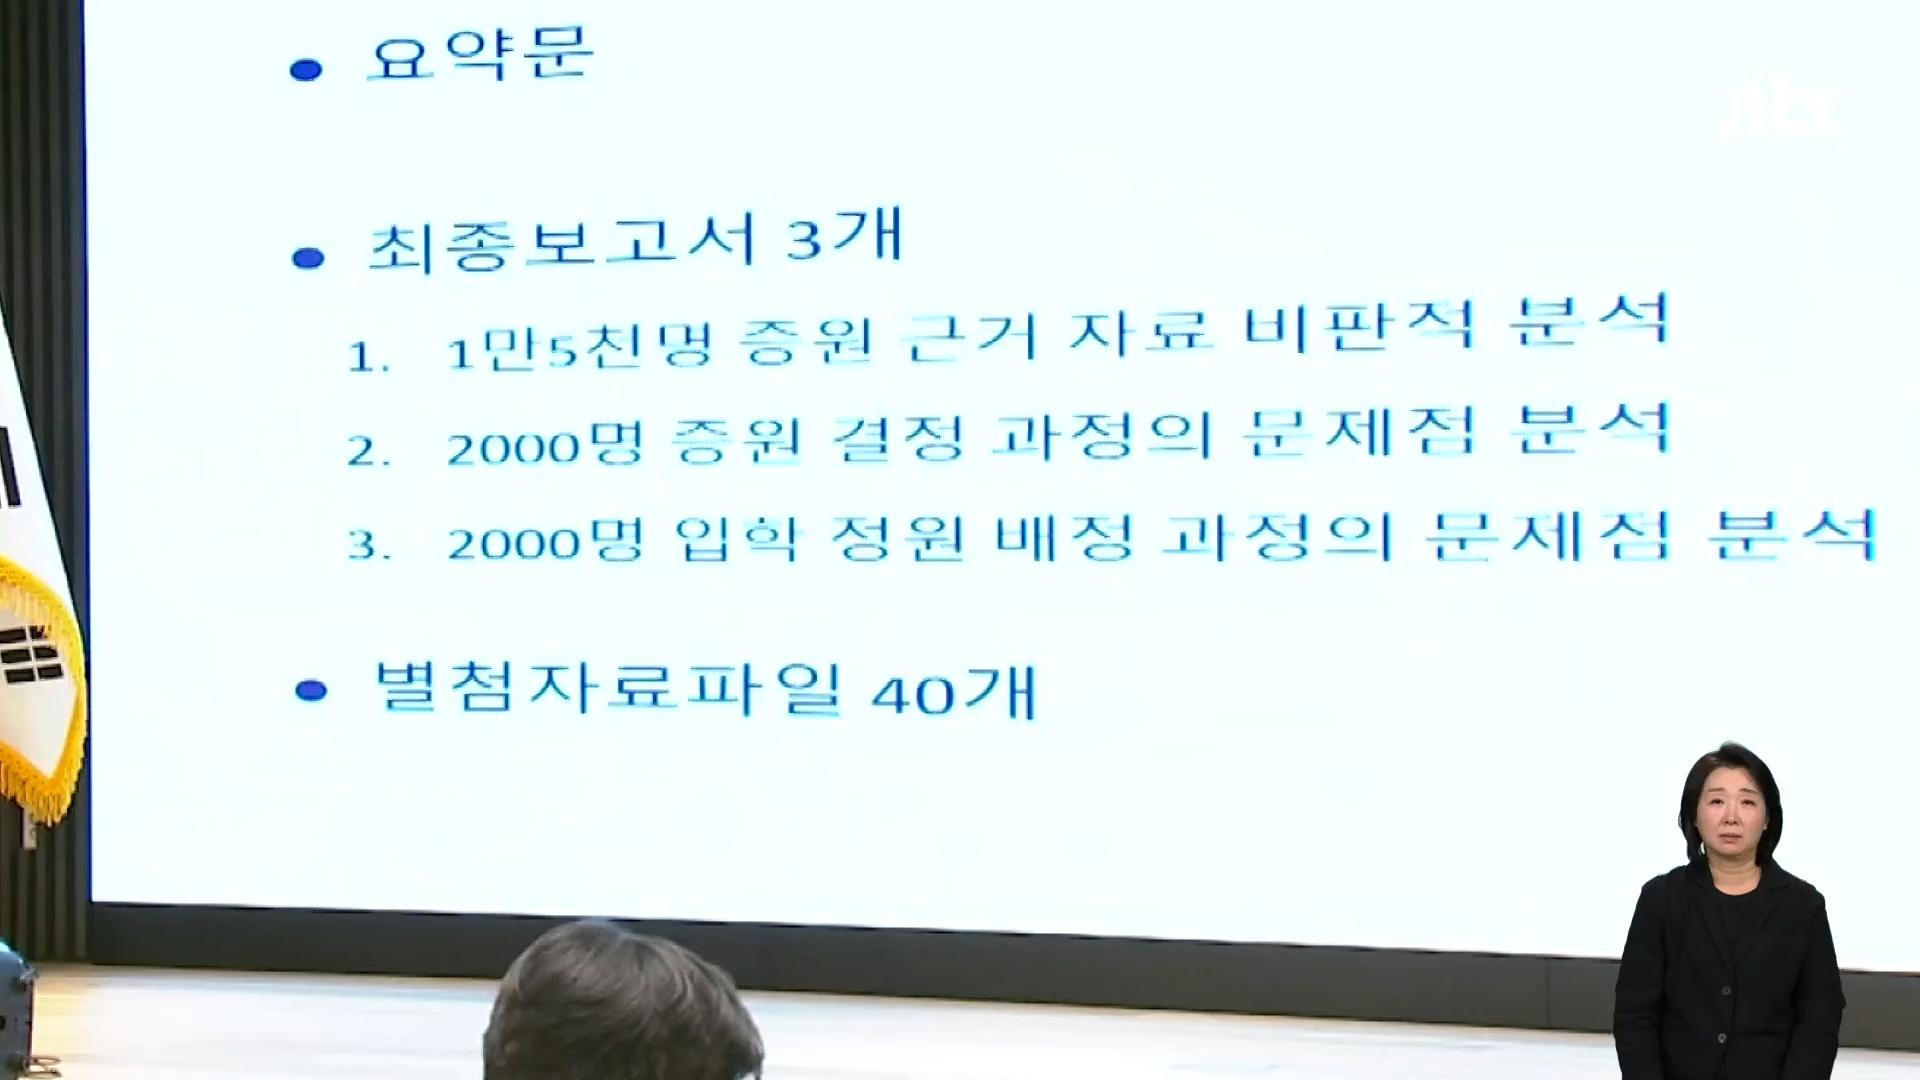 jtbc
• 요약문
• 최종보고서 3개
1. 1만5천명 증원 근거 자료 비판적 분석
2. 2000명 증원 결정 과정의 문제점 분석
3. 2000명 입학 정원 배정 과정의 문제점 분석
• 별첨자료파일 40개